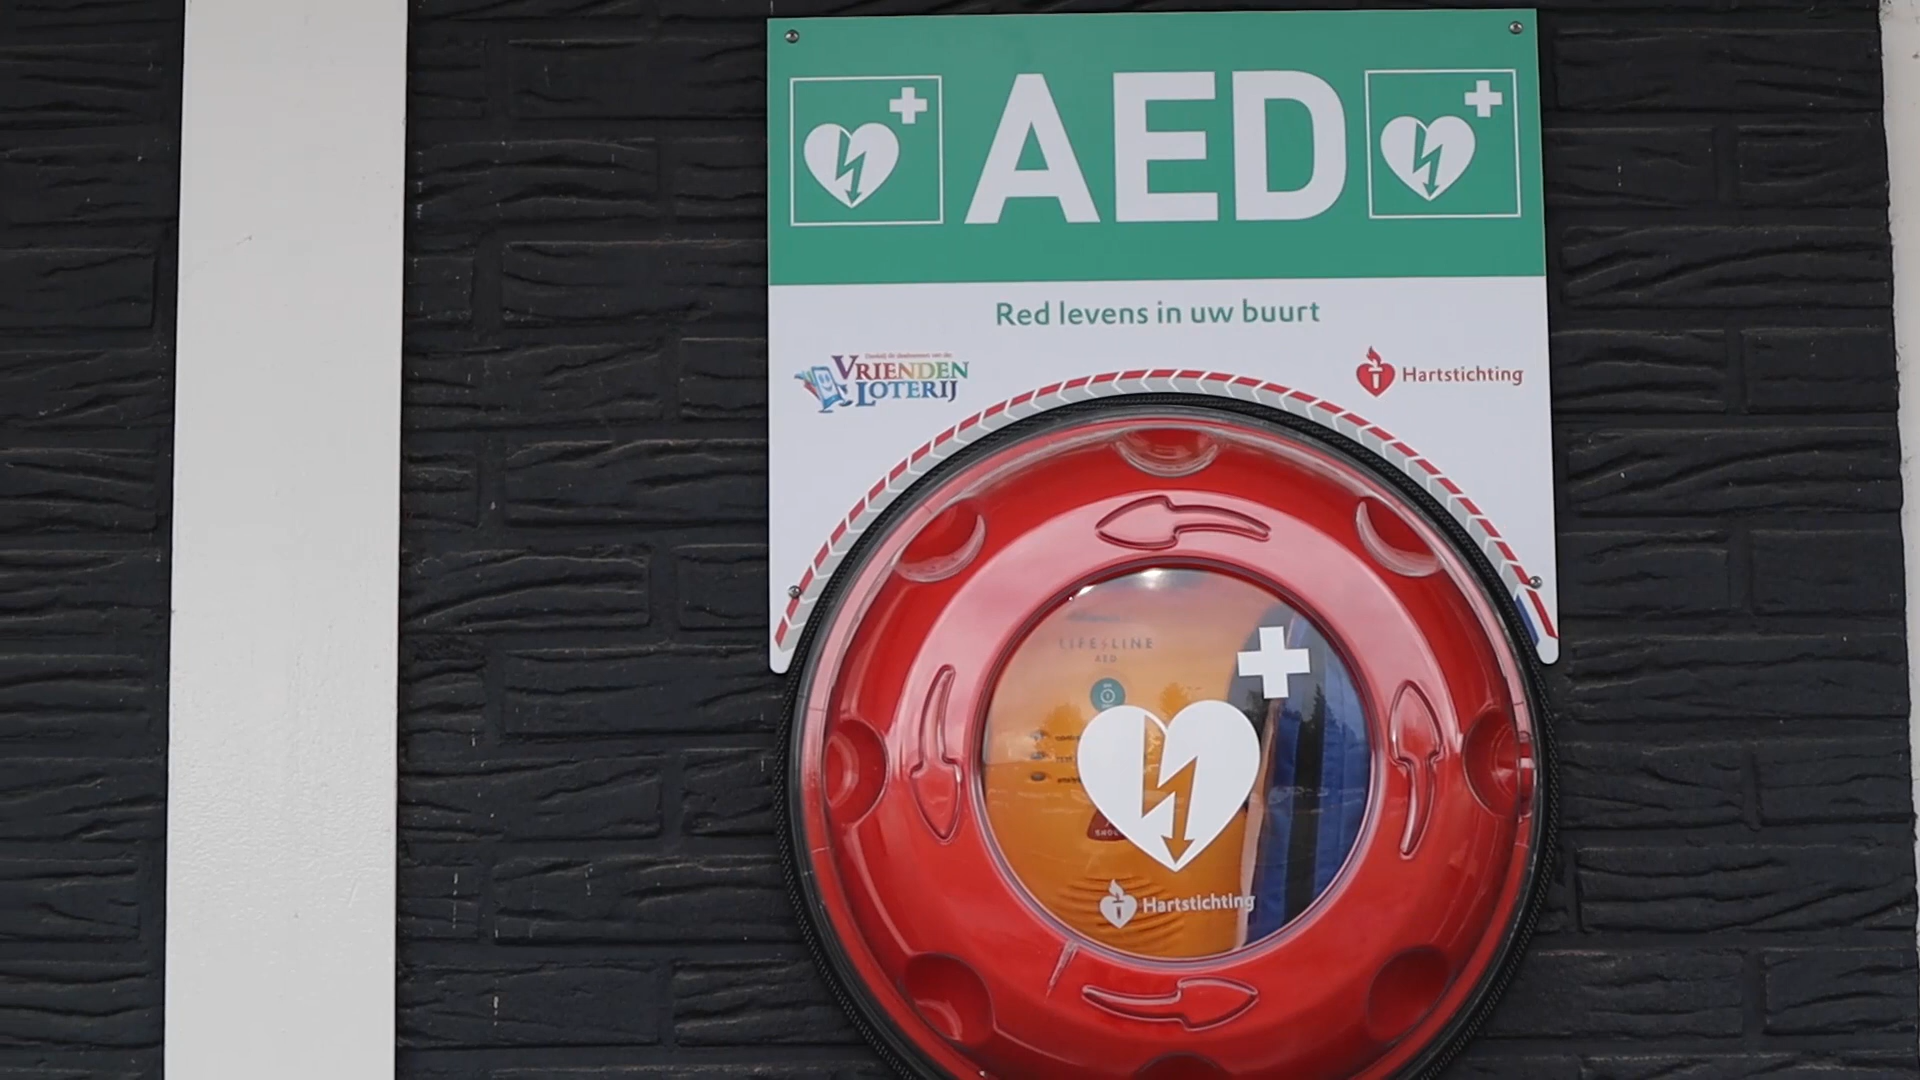 AED
Red levens in uw buurt
VRIENDEN
LOTERIJ
Hartstichting
LIFELINE
AED
Hartstichting